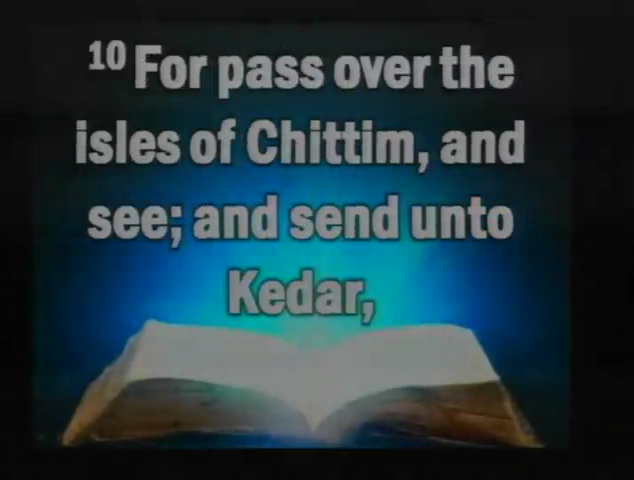 10 For pass over the
isles of Chittim, and
see; and send unto
Kedar,